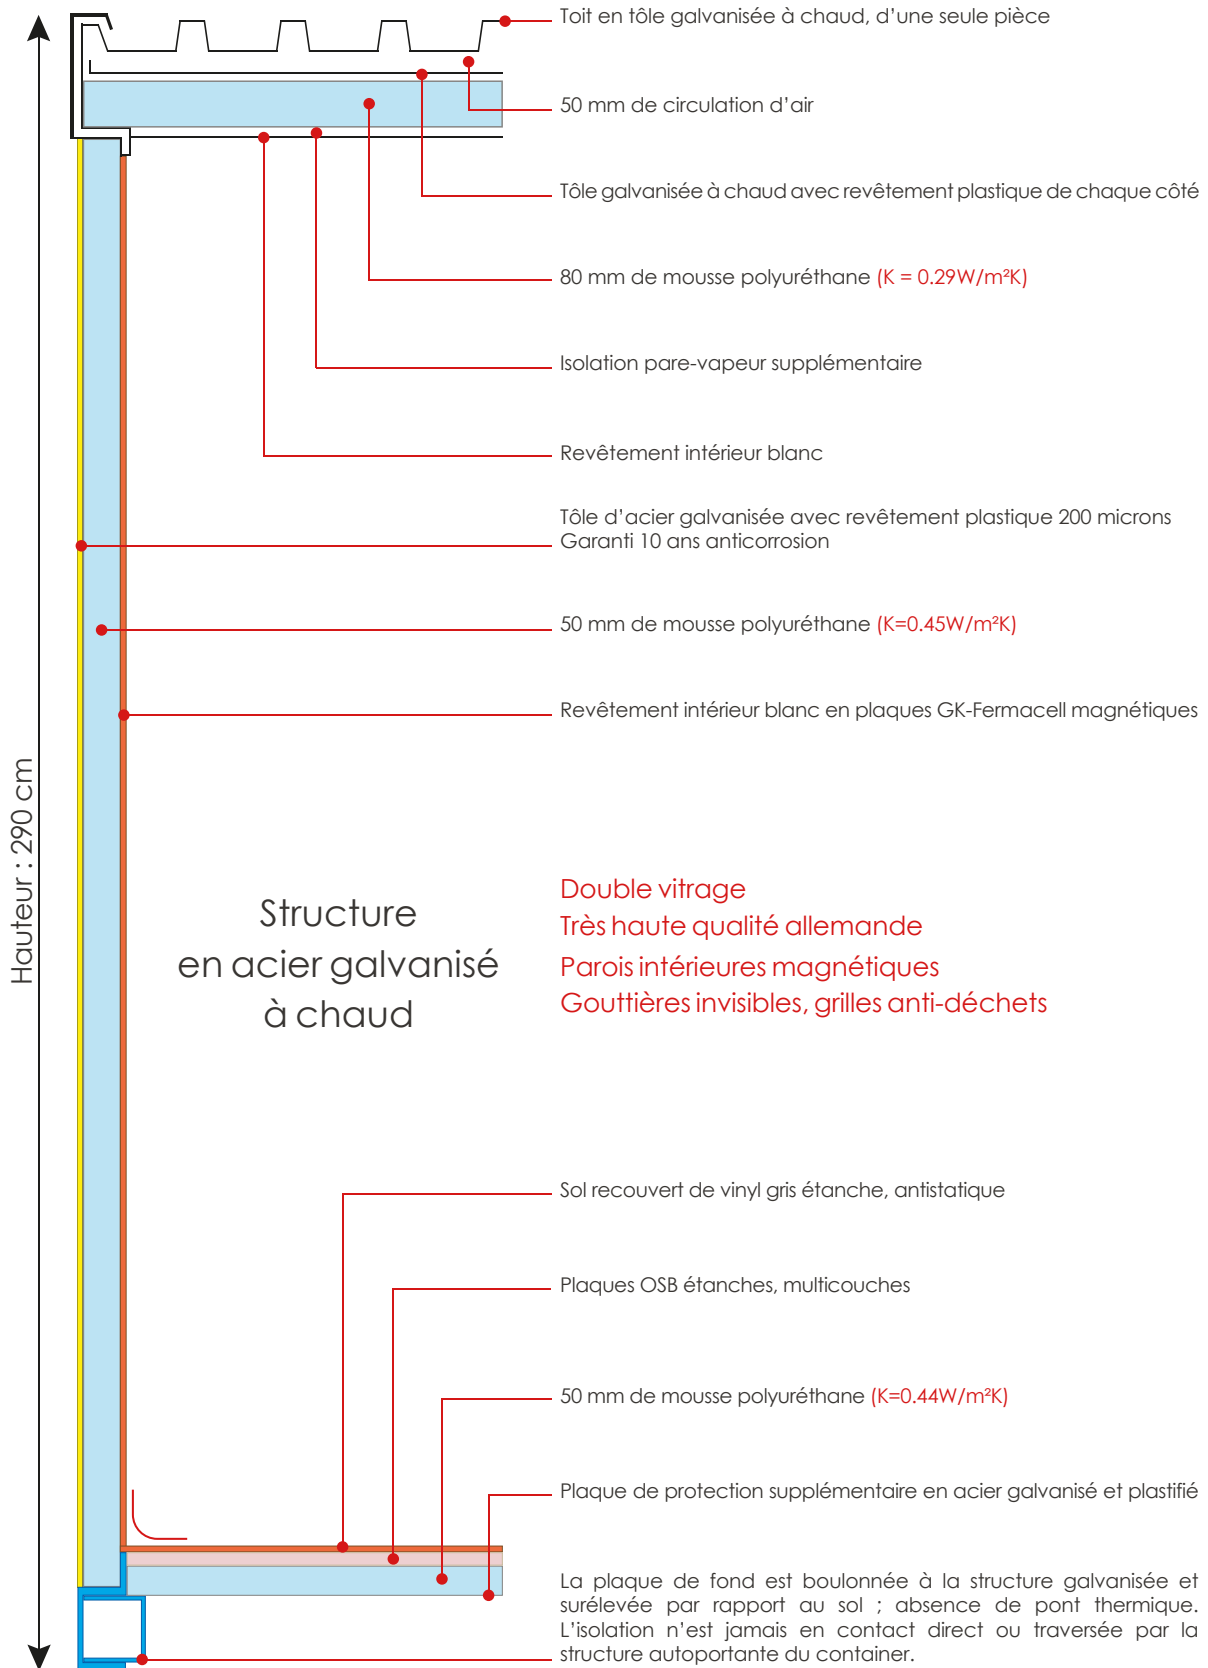 Toit en tôle galvanisée à chaud, d’une seule pièce
50 mm de circulation d’air
Tôle galvanisée à chaud avec revêtement plastique de chaque côté
80 mm de mousse polyuréthane (K = 0.29W/m²K)
Isolation pare-vapeur supplémentaire
Revêtement intérieur blanc
Tôle d’acier galvanisée avec revêtement plastique 200 microns
Garanti 10 ans anticorrosion
50 mm de mousse polyuréthane (K=0.45W/m²K)
Revêtement intérieur blanc en plaques GK-Fermacell magnétiques
Hauteur : 290 cm
Structure
en acier galvanisé
à chaud
Double vitrage
Très haute qualité allemande
Parois intérieures magnétiques
Gouttières invisibles, grilles anti-déchets
Sol recouvert de vinyl gris étanche, antistatique
Plaques OSB étanches, multicouches
50 mm de mousse polyuréthane (K=0.44W/m²K)
Plaque de protection supplémentaire en acier galvanisé et plastifié
La plaque de fond est boulonnée à la structure galvanisée et
surélevée par rapport au sol ; absence de pont thermique.
L’isolation n’est jamais en contact direct ou traversée par la
structure autoportante du container.